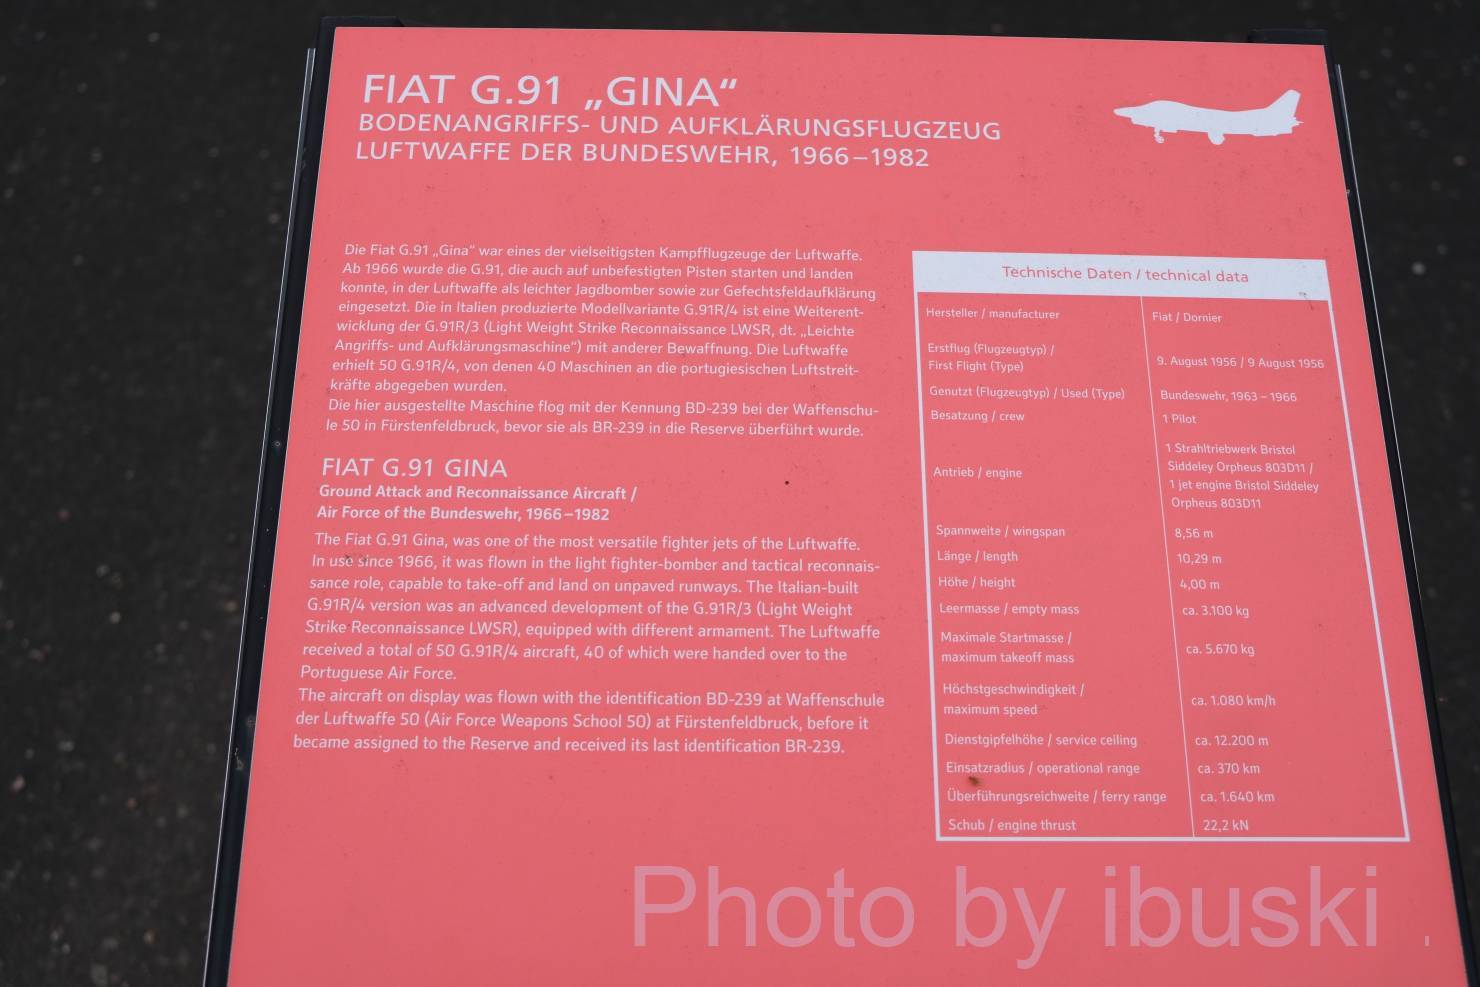 FIAT G.91 „GINA“
BODENANGRIFFS- UND AUFKLÄRUNGSFLUGZEUG
LUFTWAFFE DER BUNDESWEHR, 1966–1982
Die Fiat G.91 „Gina“ war eines der vielseitigsten Kampfflugzeuge der Luftwaffe.
Ab 1966 wurde die G.91, die auch auf unbefestigten Pisten starten und landen
konnte, in der Luftwaffe als leichter Jagdbomber sowie zur Gefechtsfeldaufklärung
eingesetzt. Die in Italien produzierte Modellvariante G.91R/4 ist eine Weiterent-
wicklung der G.91R/3 (Light Weight Strike Reconnaissance LWSR, dt. „Leichte
Angriffs- und Aufklärungsmaschine“) mit anderer Bewaffnung. Die Luftwaffe
erhielt 50 G.91R/4, von denen 40 Maschinen an die portugiesischen Luftstreit-
kräfte abgegeben wurden.
Die hier ausgestellte Maschine flog mit der Kennung BD-239 bei der Waffenschu-
le 50 in Fürstenfeldbruck, bevor sie als BR-239 in die Reserve überführt wurde.
FIAT G.91 GINA
Ground Attack and Reconnaissance Aircraft /
Air Force of the Bundeswehr, 1966–1982
The Fiat G.91 Gina, was one of the most versatile fighter jets of the Luftwaffe.
In use since 1966, it was flown in the light fighter-bomber and tactical reconnais-
sance role, capable to take-off and land on unpaved runways. The Italian-built
G.91R/4 version was an advanced development of the G.91R/3 (Light Weight
Strike Reconnaissance LWSR), equipped with different armament. The Luftwaffe
received a total of 50 G.91R/4 aircraft, 40 of which were handed over to the
Portuguese Air Force.
The aircraft on display was flown with the identification BD-239 at Waffenschule
der Luftwaffe 50 (Air Force Weapons School 50) at Fürstenfeldbruck, before it
became assigned to the Reserve and received its last identification BR-239.
Technische Daten / technical data
Hersteller / manufacturer Fiat / Dornier
Erstflug (Flugzeugtyp) /
First Flight (Type) 9. August 1956 / 9 August 1956
Genutzt (Flugzeugtyp) / Used (Type) Bundeswehr, 1963 – 1966
Besatzung / crew 1 Pilot
Antrieb / engine 1 Strahltriebwerk Bristol
Siddeley Orpheus 803D11 /
1 jet engine Bristol Siddeley
Orpheus 803D11
Spannweite / wingspan 8,56 m
Länge / length 10,29 m
Höhe / height 4,00 m
Leermasse / empty mass ca. 3.100 kg
Maximale Startmasse /
maximum takeoff mass ca. 5.670 kg
Höchstgeschwindigkeit /
maximum speed ca. 1.080 km/h
Dienstgipfelhöhe / service ceiling ca. 12.200 m
Einsatzradius / operational range ca. 370 km
Überführungsreichweite / ferry range ca. 1.640 km
Schub / engine thrust 22,2 kN
Photo by ibuski .